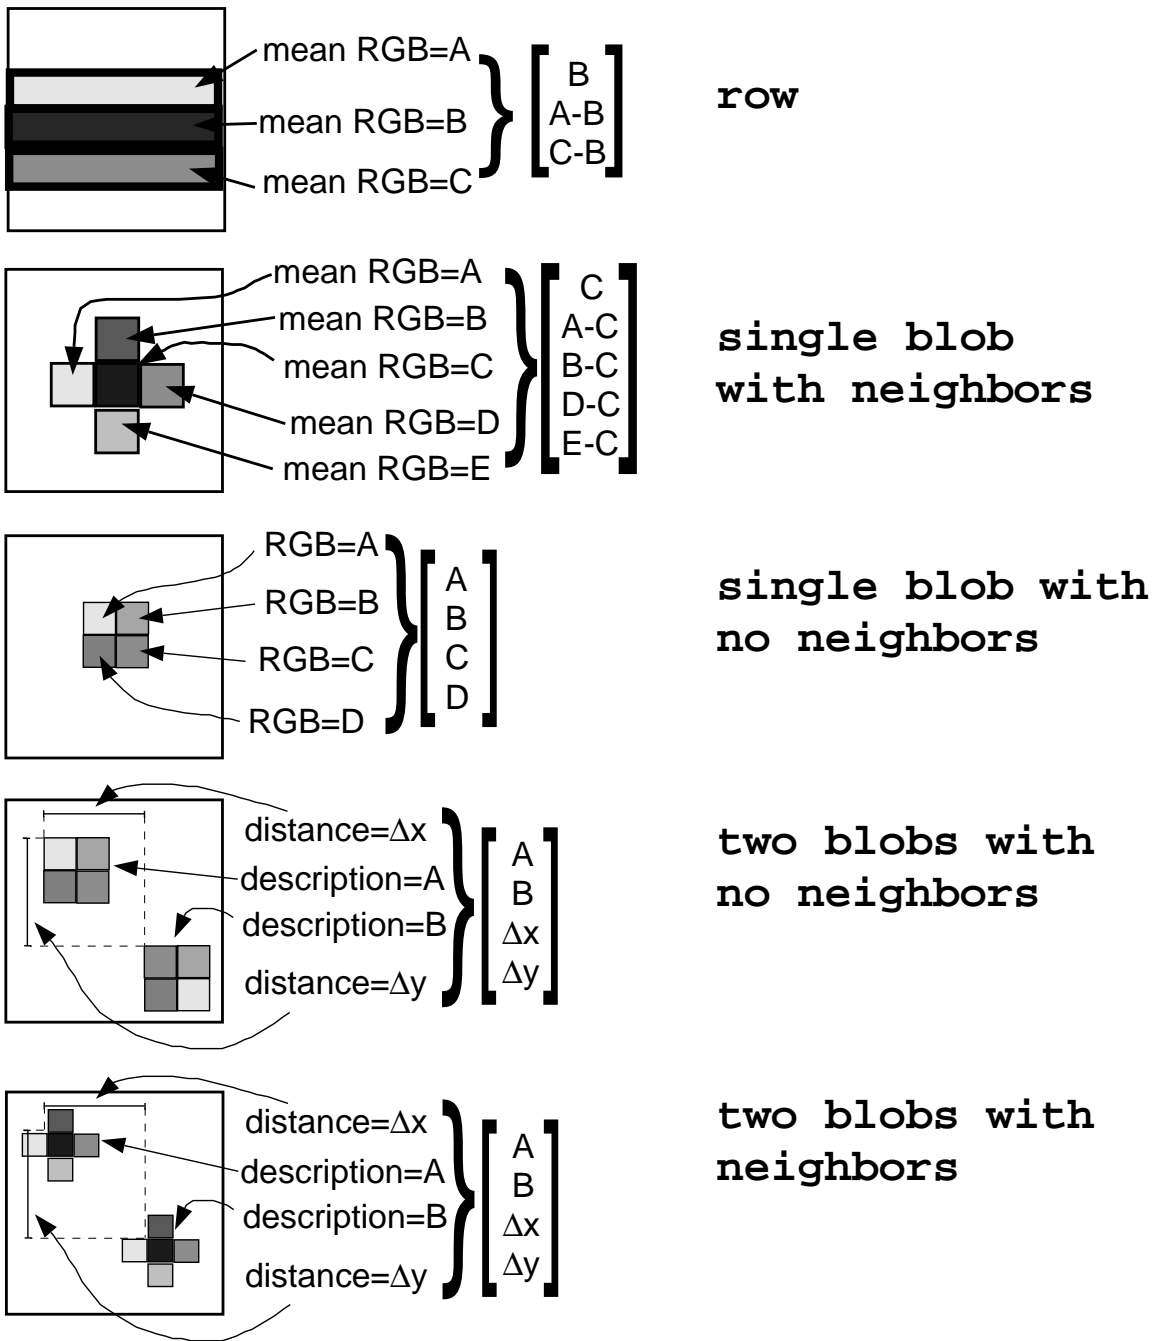 mean RGB=A
mean RGB=B
mean RGB=C
B
A-B
C-B
row
mean RGB=A
mean RGB=B
mean RGB=C
mean RGB=D
mean RGB=E
C
A-C
B-C
D-C
E-C
single blob
with neighbors
RGB=A
RGB=B
RGB=C
RGB=D
A
B
C
D
single blob with
no neighbors
distance=Δx
description=A
description=B
distance=Δy
A
B
Δx
Δy
two blobs with
no neighbors
distance=Δx
description=A
description=B
distance=Δy
A
B
Δx
Δy
two blobs with
neighbors